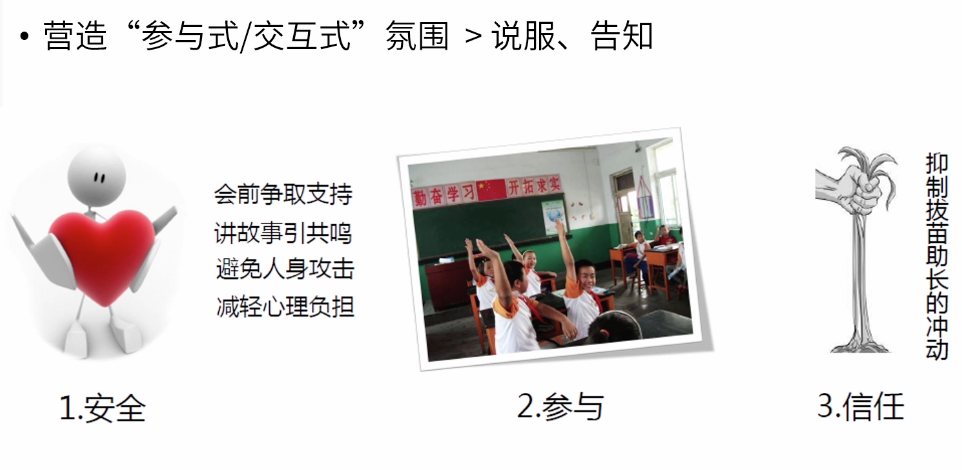 • 营造“参与式/交互式”氛围 > 说服、告知
会前争取支持
讲故事引共鸣
避免人身攻击
减轻心理负担
1.安全
勤奋学习 开拓求实
2.参与
抑制拔苗助长的冲动
3.信任